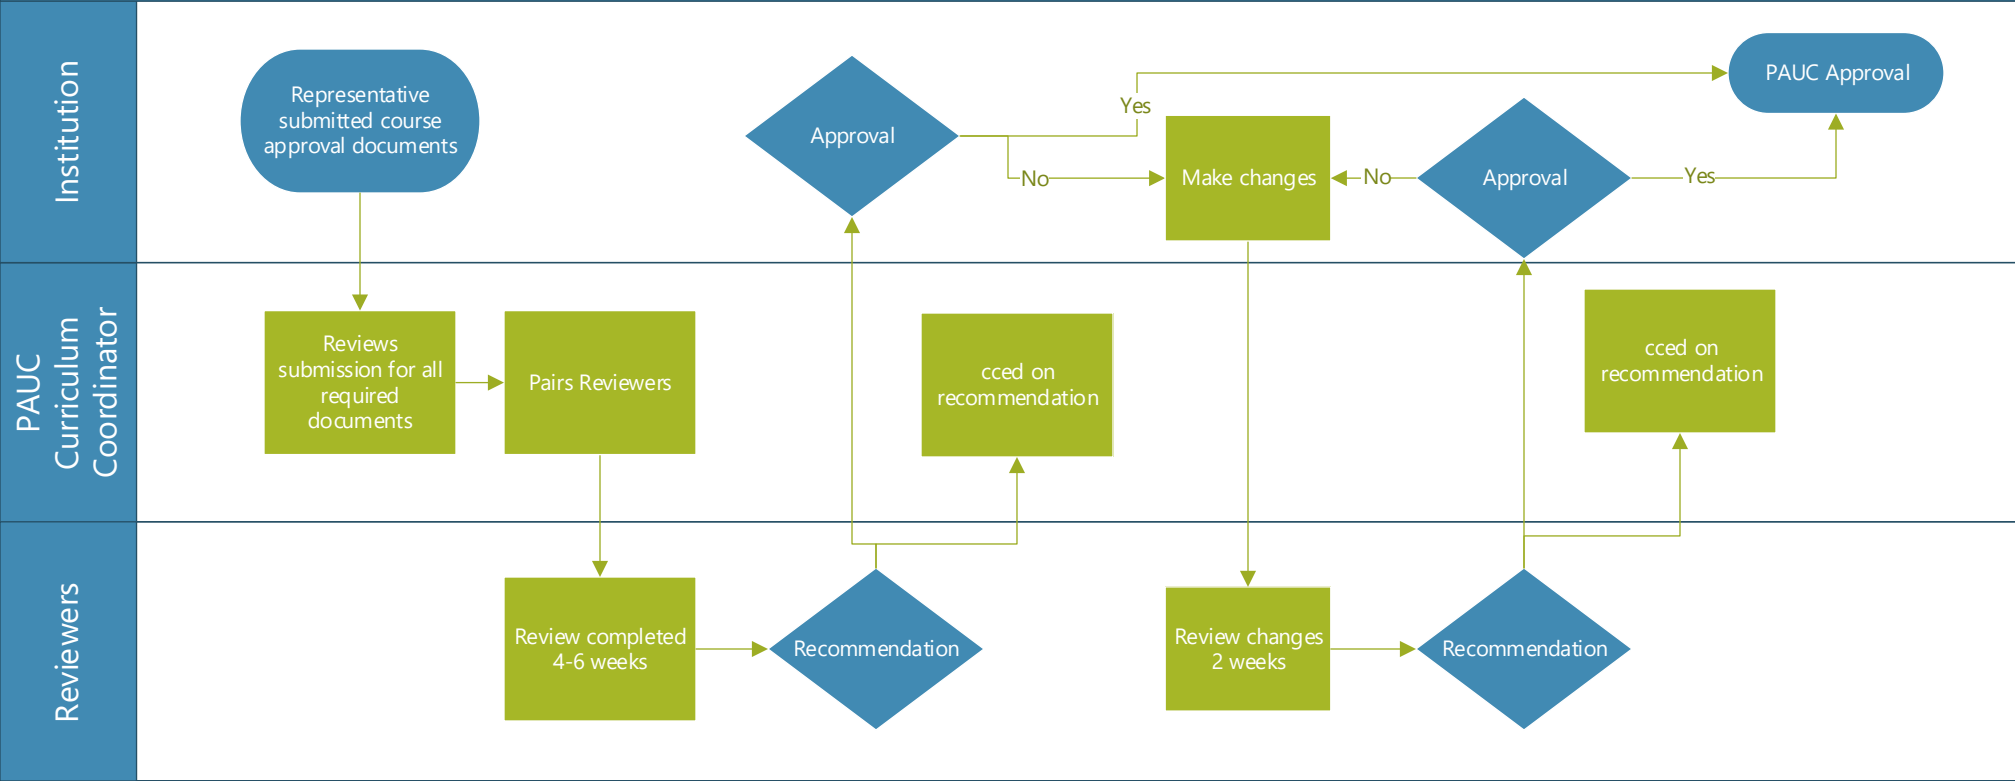 Institution
Representative
submitted course
approval documents
Approval
Yes
No
Make changes
No
Approval
Yes
PAUC Approval
PAUC
Curriculum
Coordinator
Reviews
submission for all
required
documents
Pairs Reviewers
cced on
recommendation
cced on
recommendation
Reviewers
Review completed
4-6 weeks
Recommendation
Review changes
2 weeks
Recommendation